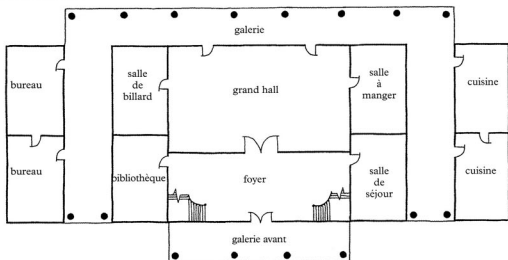 galerie
bureau
salle
de
billard
grand hall
salle
à
manger
cuisine
bureau
bibliothèque
foyer
salle
de
séjour
cuisine
galerie avant